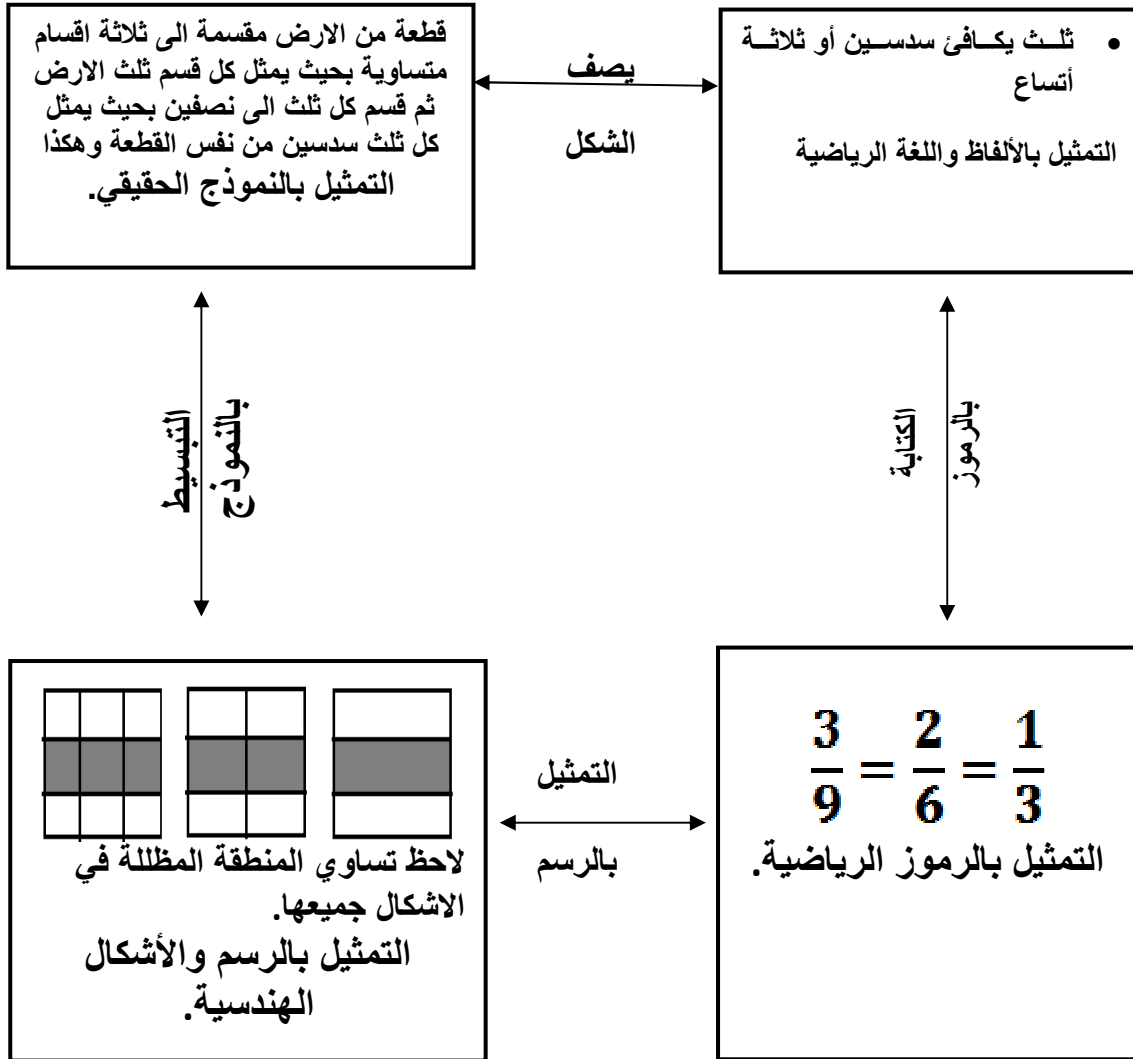 • ثلث يكافئ سدسين أو ثلاثة
أتساع
التمثيل بالألفاظ واللغة الرياضية
يصف
الشكل
قطعة من الارض مقسمة الى ثلاثة اقسام
متساوية بحيث يمثل كل قسم ثلث الارض
ثم قسم كل ثلث الى نصفين بحيث يمثل
كل ثلث سدسين من نفس القطعة وهكذا
التمثيل بالنموذج الحقيقي.
الكتابة
بالرموز
التبسيط
بالنموذج
3/9 = 2/6 = 1/3
التمثيل بالرموز الرياضية.
التمثيل
بالرسم
لاحظ تساوي المنطقة المظللة في
الاشكال جميعها.
التمثيل بالرسم والأشكال
الهندسية.